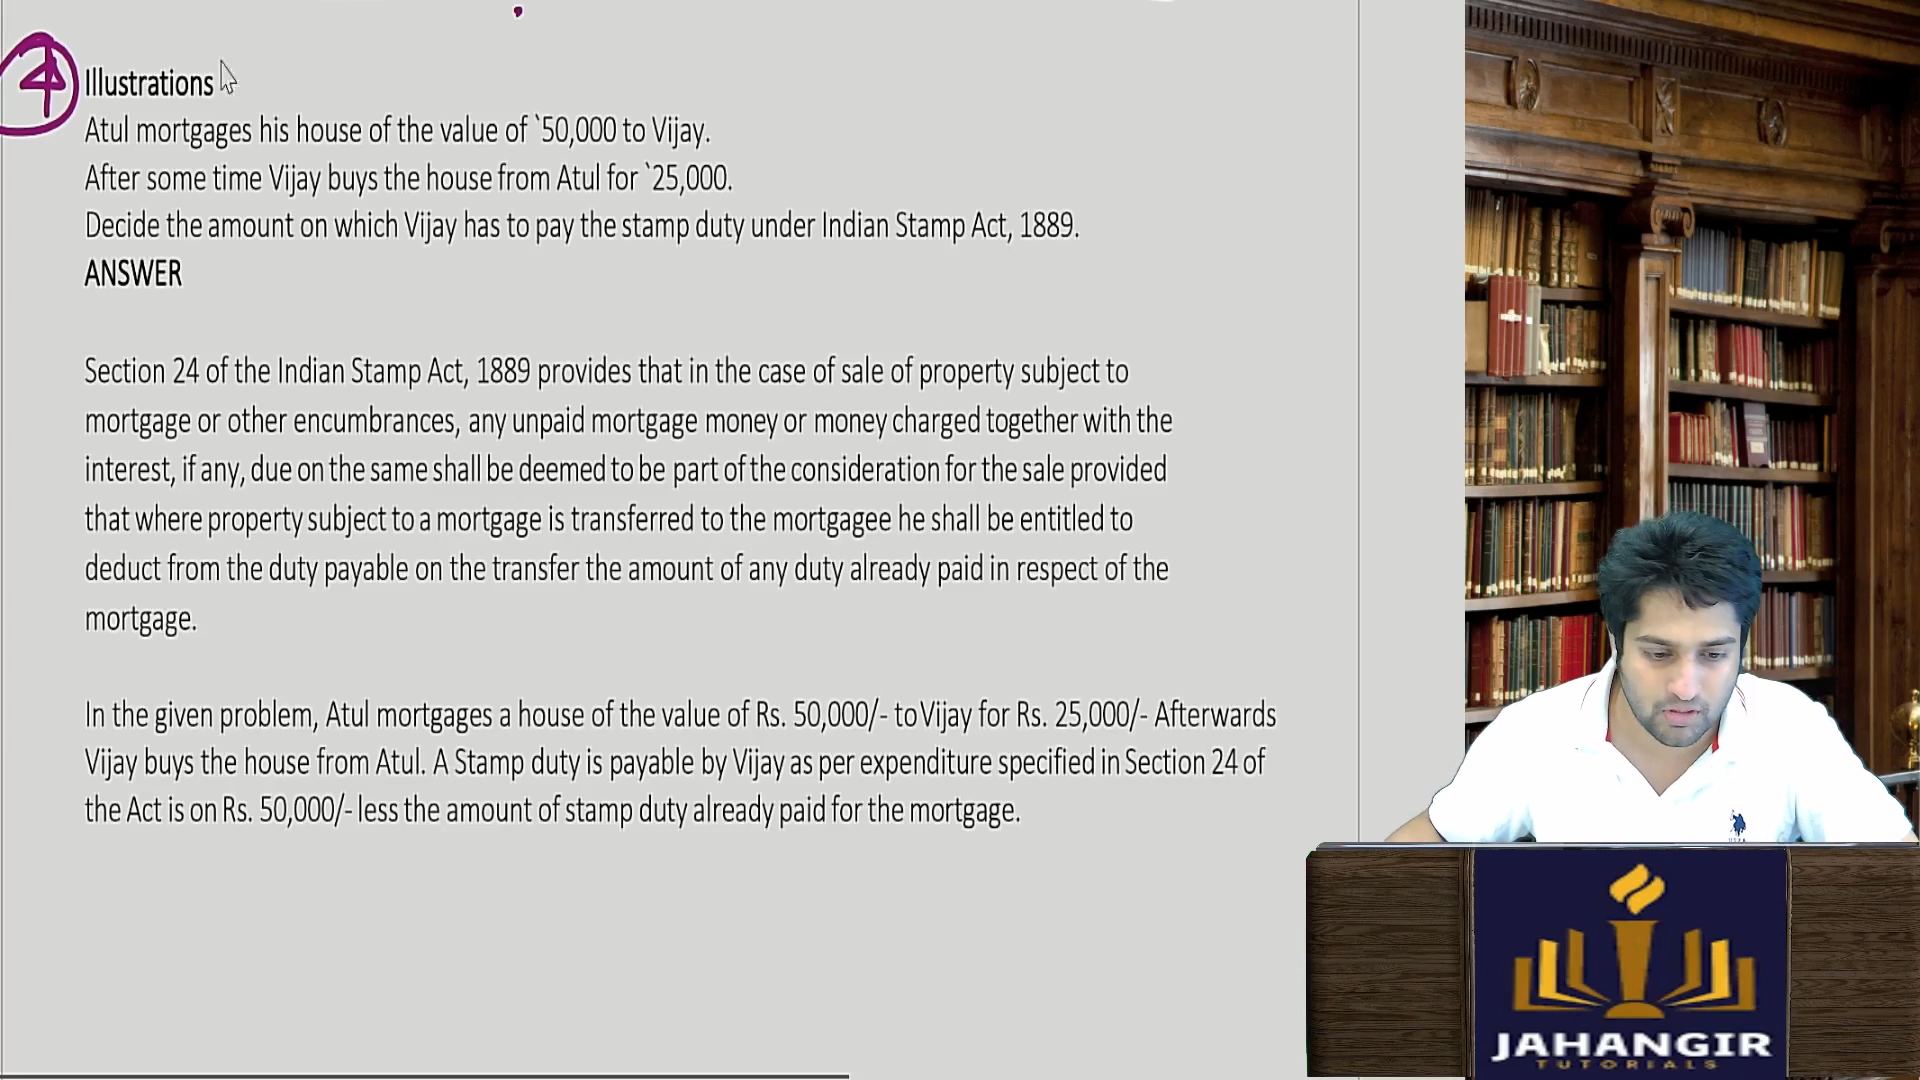 4
Illustrations
Atul mortgages his house of the value of `50,000 to Vijay.
After some time Vijay buys the house from Atul for `25,000.
Decide the amount on which Vijay has to pay the stamp duty under Indian Stamp Act, 1889.
ANSWER
Section 24 of the Indian Stamp Act, 1889 provides that in the case of sale of property subject to
mortgage or other encumbrances, any unpaid mortgage money or money charged together with the
interest, if any, due on the same shall be deemed to be part of the consideration for the sale provided
that where property subject to a mortgage is transferred to the mortgagee he shall be entitled to
deduct from the duty payable on the transfer the amount of any duty already paid in respect of the
mortgage.
In the given problem, Atul mortgages a house of the value of Rs. 50,000/- to Vijay for Rs. 25,000/- Afterwards
Vijay buys the house from Atul. A Stamp duty is payable by Vijay as per expenditure specified in Section 24 of
the Act is on Rs. 50,000/- less the amount of stamp duty already paid for the mortgage.
JAHANGIR
TUTORIALS